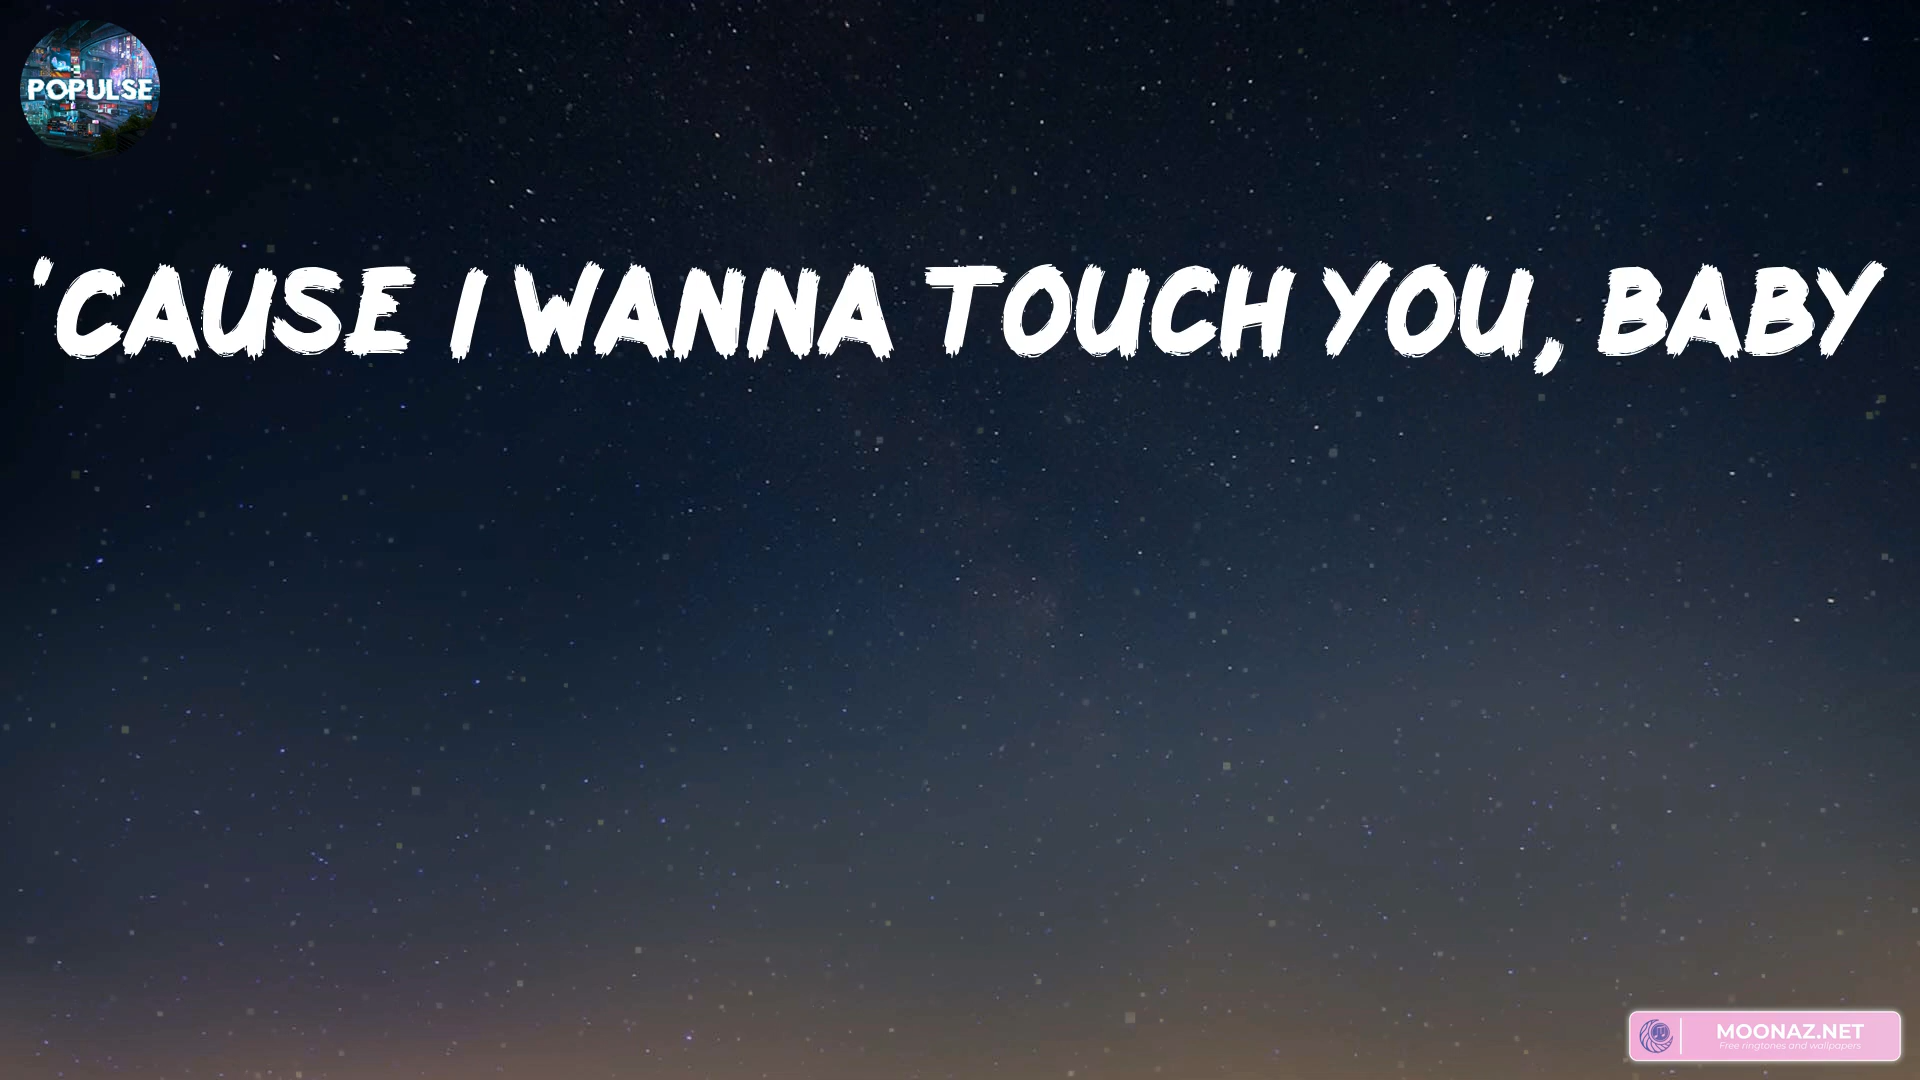 POPULSE
'CAUSE I WANNA TOUCH YOU, BABY
MOONAZ.NET
Free ringtones and wallpapers